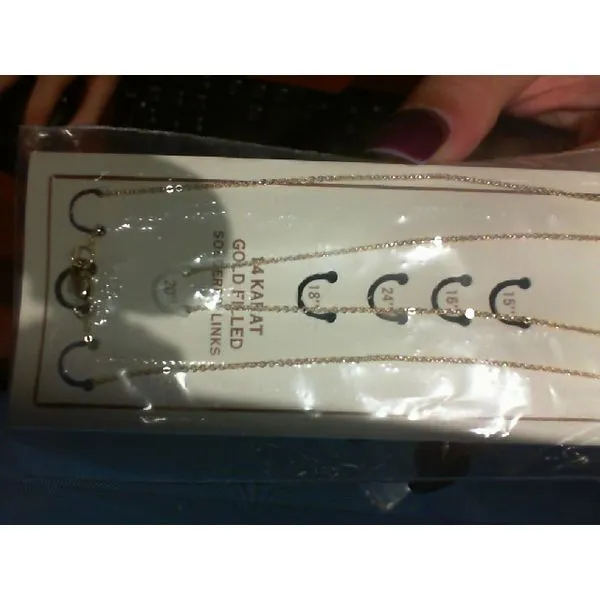 14 KARAT
GOLD FILLED
SOLDERED LINKS
20"
18"
24"
16"
15"